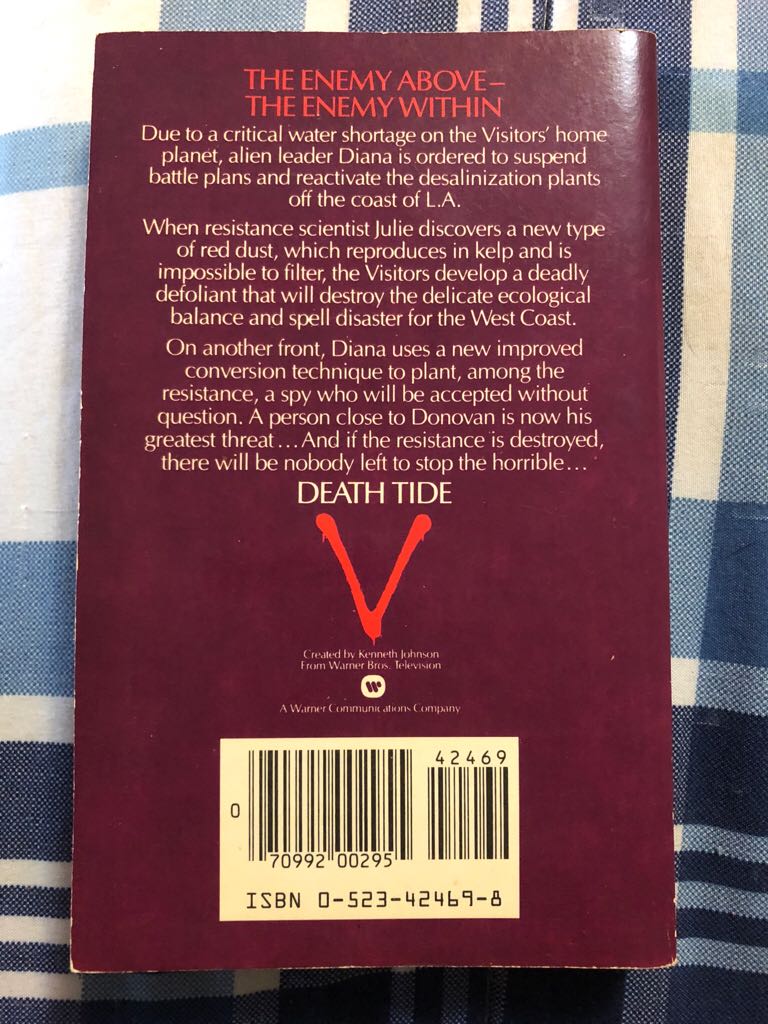 THE ENEMY ABOVE–
THE ENEMY WITHIN
Due to a critical water shortage on the Visitors' home
planet, alien leader Diana is ordered to suspend
battle plans and reactivate the desalinization plants
off the coast of L.A.
When resistance scientist Julie discovers a new type
of red dust, which reproduces in kelp and is
impossible to filter, the Visitors develop a deadly
defoliant that will destroy the delicate ecological
balance and spell disaster for the West Coast.
On another front, Diana uses a new improved
conversion technique to plant, among the
resistance, a spy who will be accepted without
question. A person close to Donovan is now his
greatest threat...And if the resistance is destroyed,
there will be nobody left to stop the horrible...
DEATH TIDE
V
Created by Kenneth Johnson
From Warner Bros. Television
A Warner Communications Company
42469
0
70992 00295
ISBN 0-523-42469-8